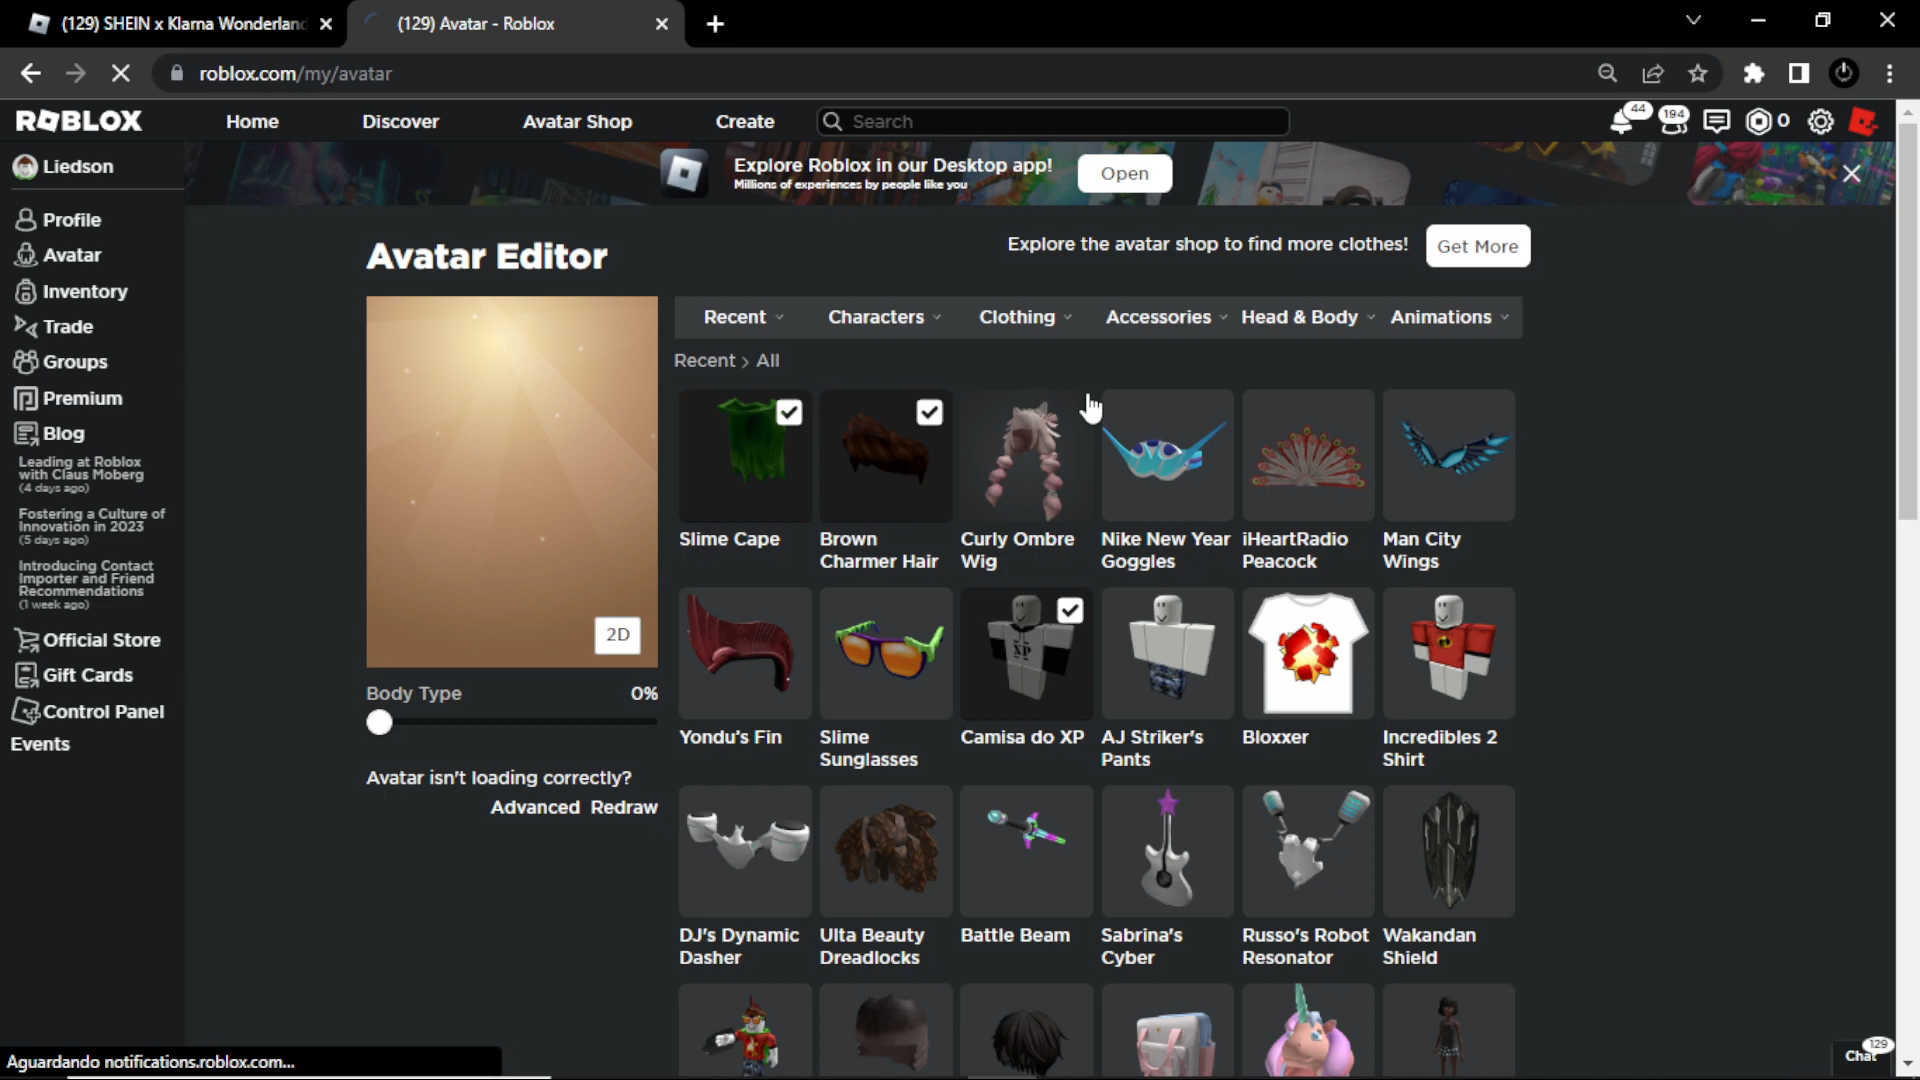 (129) SHEIN x Klarna Wonderland
(129) Avatar - Roblox
roblox.com/my/avatar
ROBLOX
Home
Discover
Avatar Shop
Create
Search
44
194
0
Liedson
Explore Roblox in our Desktop app!
Millions of experiences by people like you
Open
Profile
Avatar
Inventory
Trade
Groups
Premium
Blog
Leading at Roblox
with Claus Moberg
(4 days ago)
Fostering a Culture of
Innovation in 2023
(5 days ago)
Introducing Contact
Importer and Friend
Recommendations
(1 week ago)
Official Store
Gift Cards
Control Panel
Events
Avatar Editor
Explore the avatar shop to find more clothes!
Get More
2D
Body Type
0%
Avatar isn't loading correctly?
Advanced Redraw
Recent
Characters
Clothing
Accessories
Head & Body
Animations
Recent > All
Slime Cape
Brown
Charmer Hair
Curly Ombre
Wig
Nike New Year
Goggles
iHeartRadio
Peacock
Man City
Wings
XP
Yondu's Fin
Slime
Sunglasses
Camisa do XP
AJ Striker's
Pants
Bloxxer
Incredibles 2
Shirt
DJ's Dynamic
Dasher
Ulta Beauty
Dreadlocks
Battle Beam
Sabrina's
Cyber
Russo's Robot
Resonator
Wakandan
Shield
Chat
129
Aguardando notifications.roblox.com...